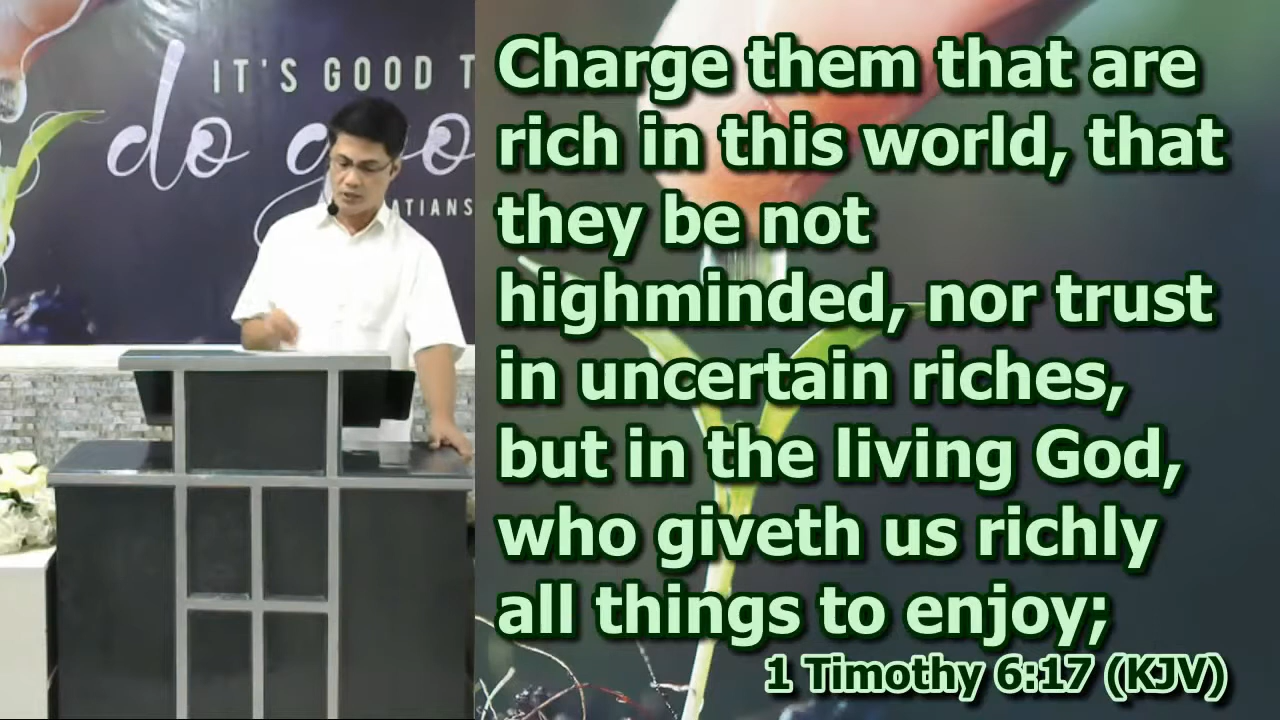 IT'S GOOD T
do goo
ATIANS
Charge them that are
rich in this world, that
they be not
highminded, nor trust
in uncertain riches,
but in the living God,
who giveth us richly
all things to enjoy;
1 Timothy 6:17 (KJV)